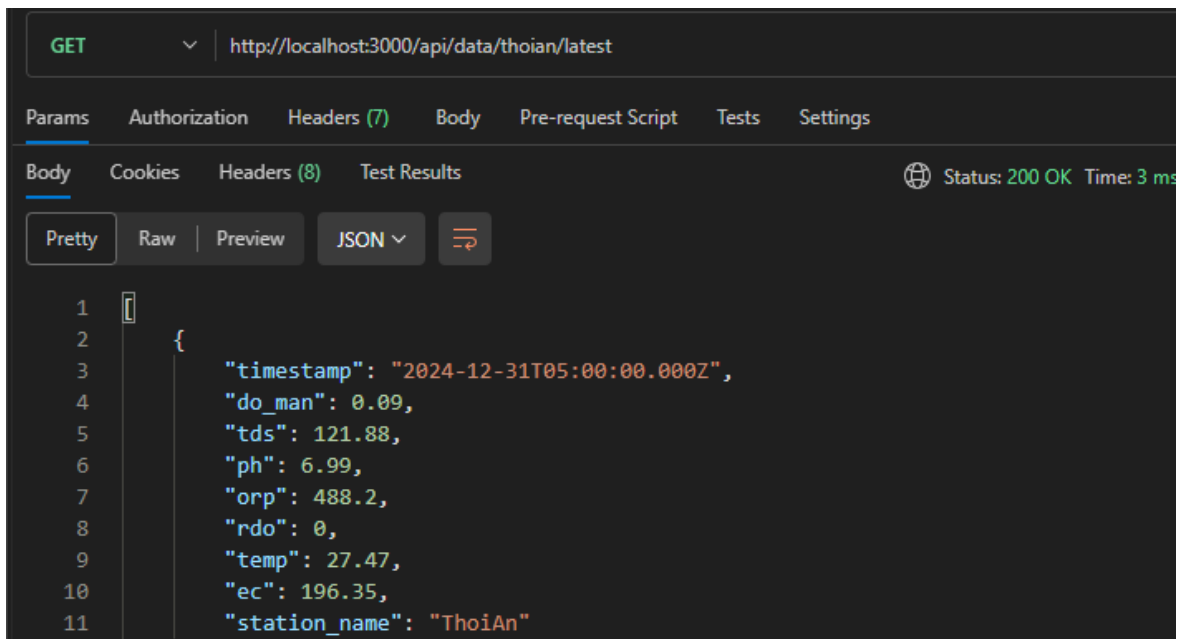 GET http://localhost:3000/api/data/thoian/latest
Params Authorization Headers (7) Body Pre-request Script Tests Settings
Body Cookies Headers (8) Test Results Status: 200 OK Time: 3 ms
Pretty Raw Preview JSON
1 [
2 {
3 "timestamp": "2024-12-31T05:00:00.000Z",
4 "do_man": 0.09,
5 "tds": 121.88,
6 "ph": 6.99,
7 "orp": 488.2,
8 "rdo": 0,
9 "temp": 27.47,
10 "ec": 196.35,
11 "station_name": "ThoiAn"